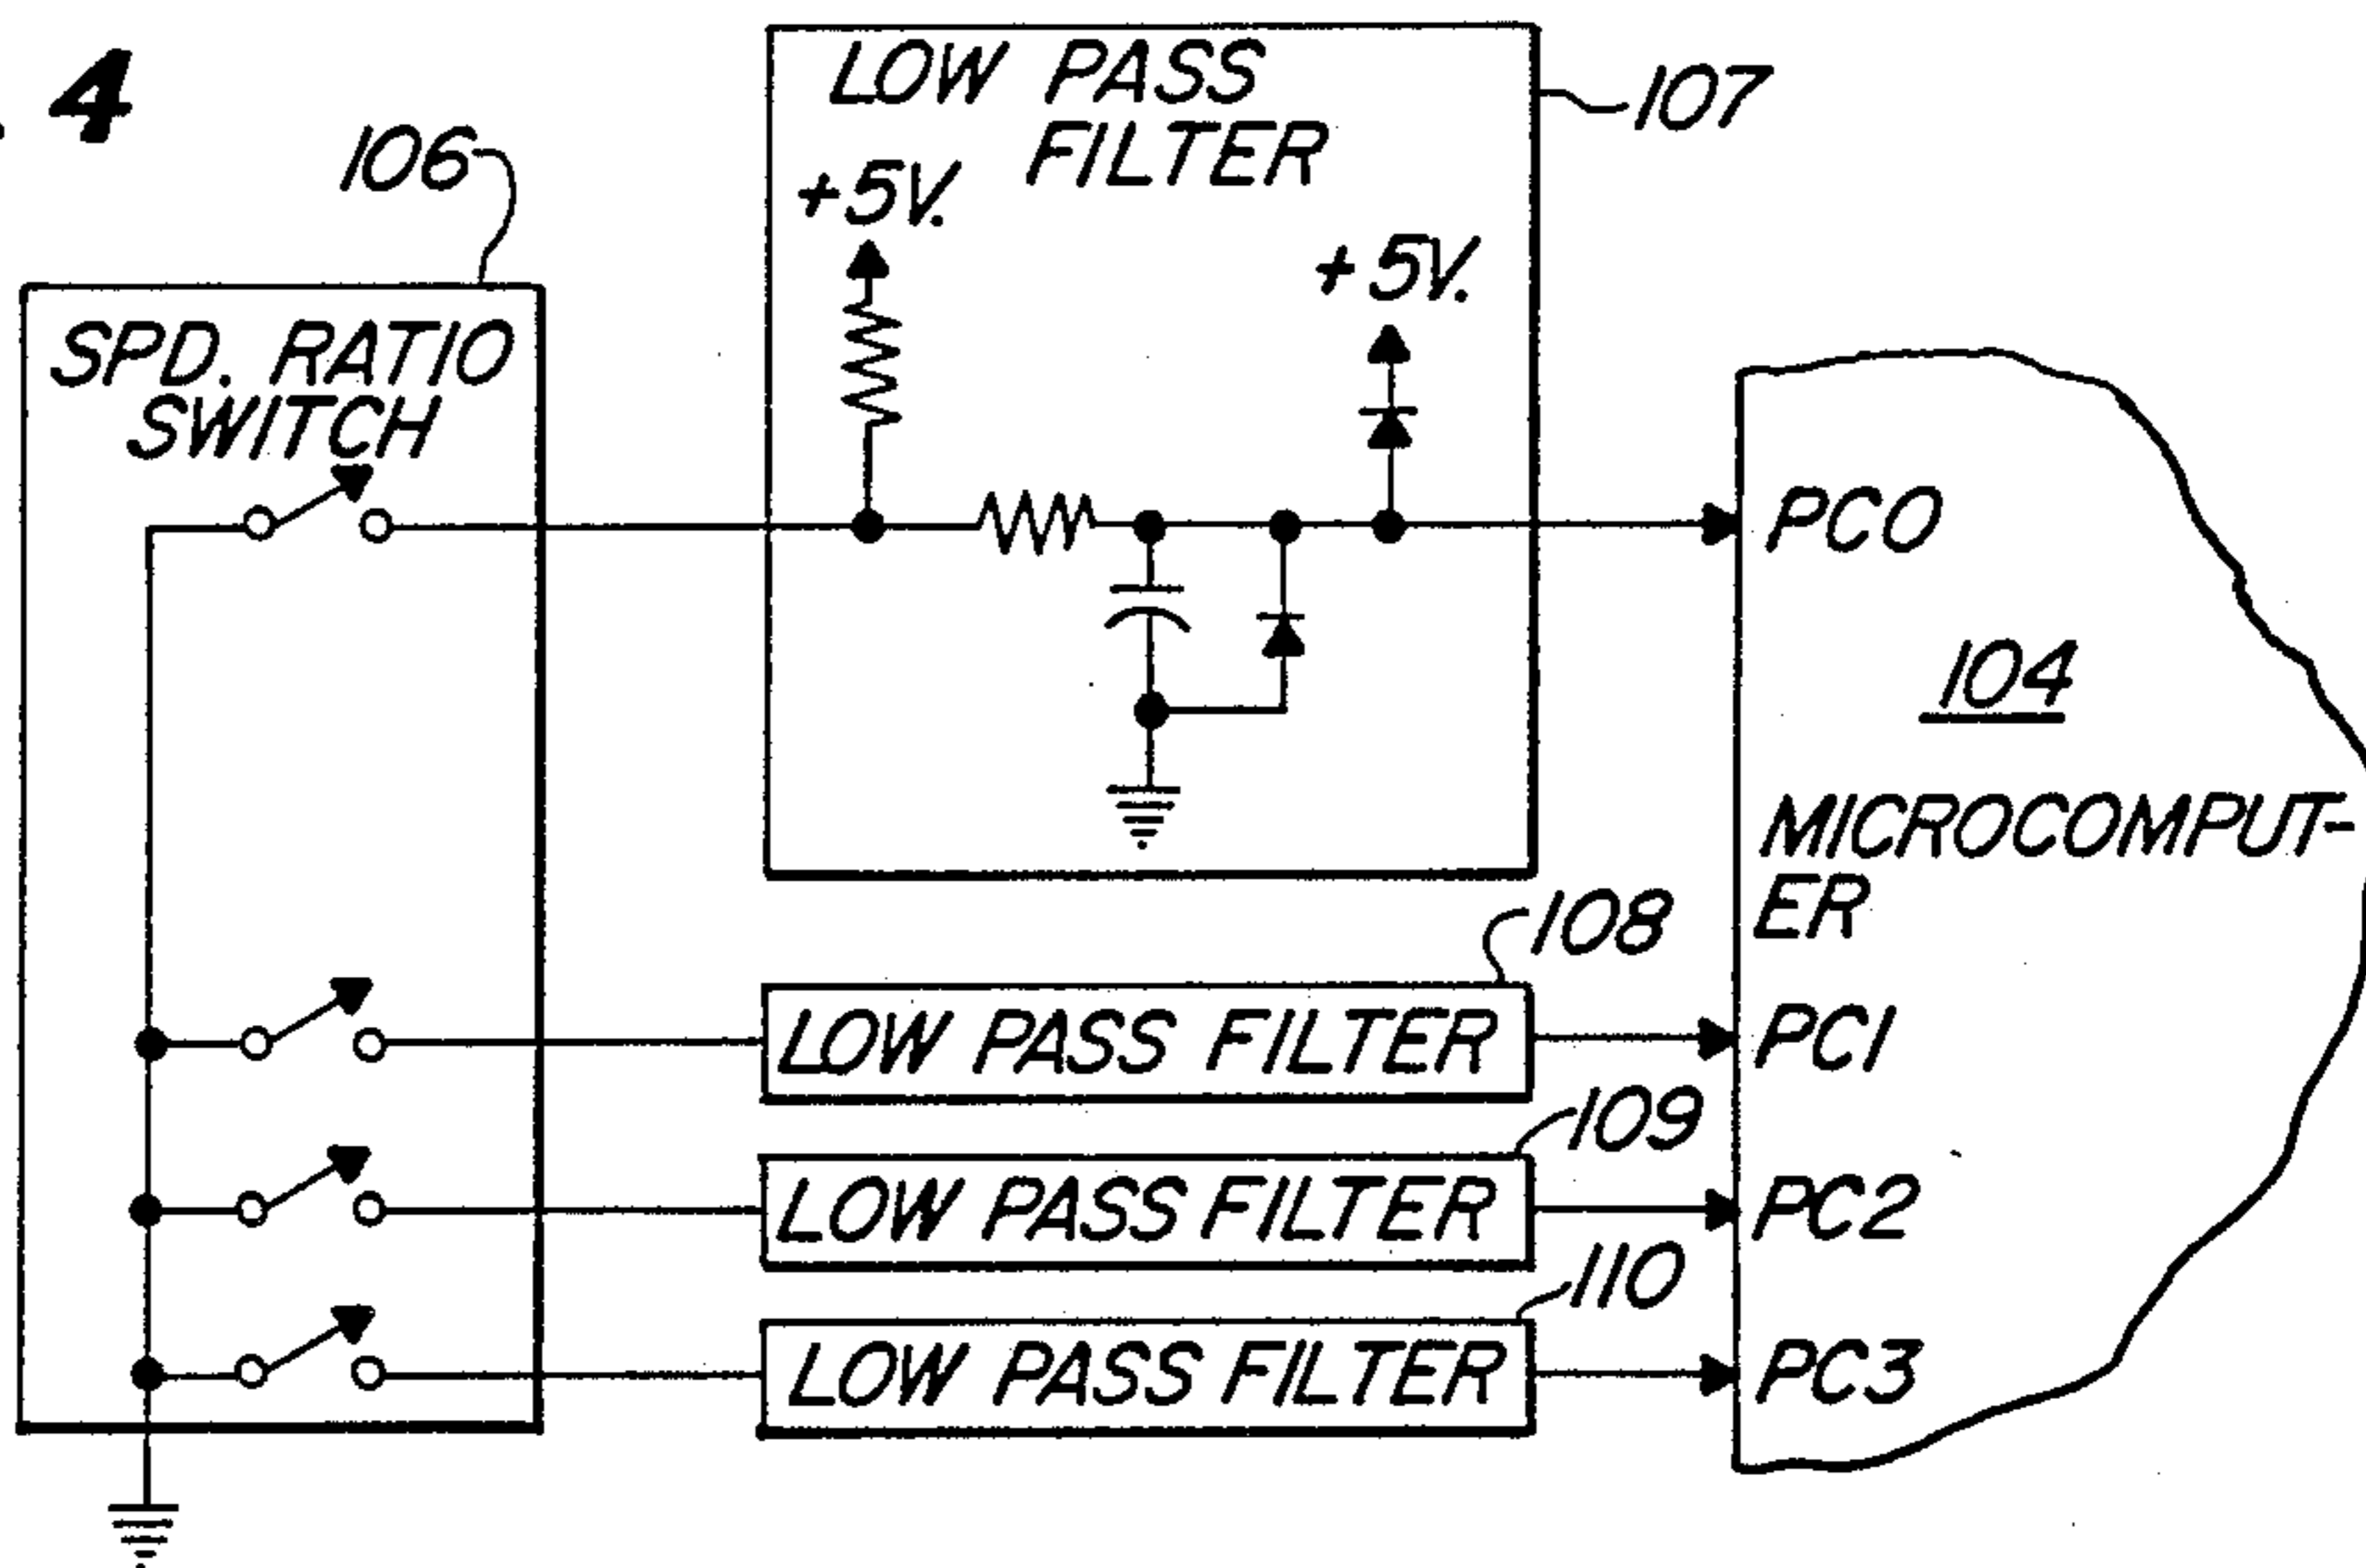 4
106
LOW PASS
FILTER
107
+5V.
+5V.
SPD. RATIO
SWITCH
PC0
104
MICROCOMPUT-
ER
108
LOW PASS FILTER
PC1
109
LOW PASS FILTER
PC2
110
LOW PASS FILTER
PC3